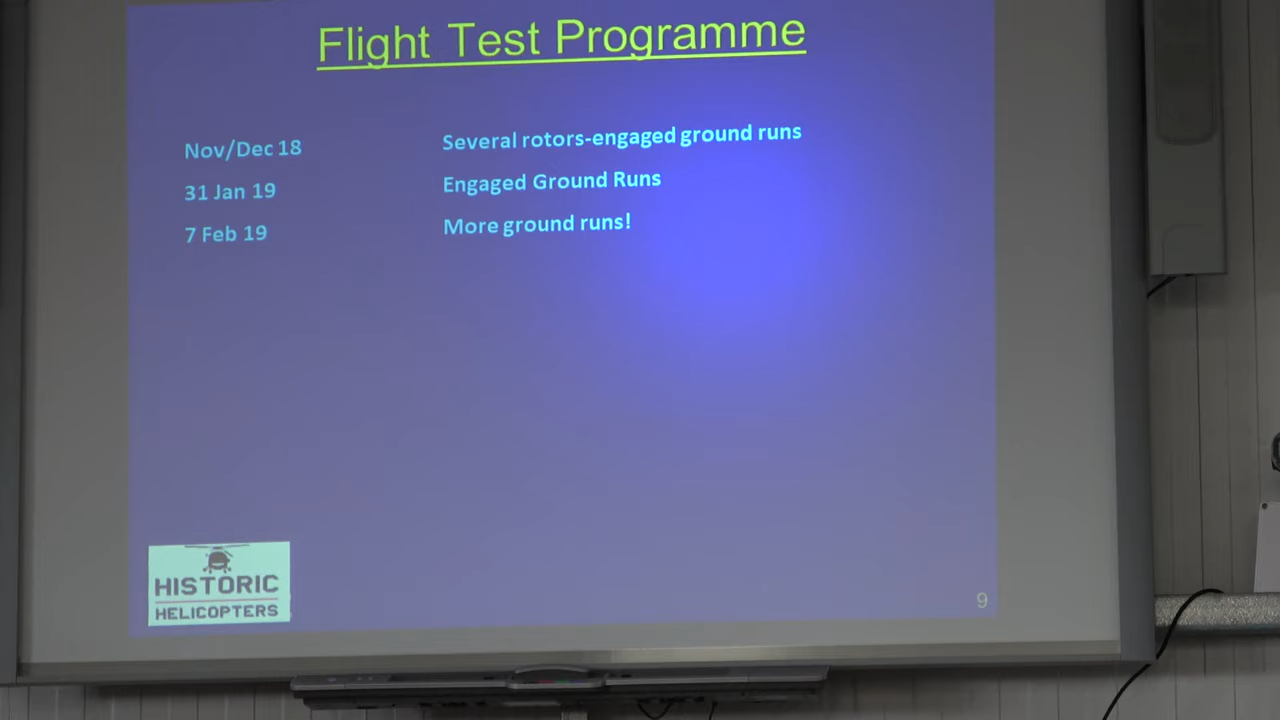 Flight Test Programme
Nov/Dec 18 Several rotors-engaged ground runs
31 Jan 19 Engaged Ground Runs
7 Feb 19 More ground runs!
HISTORIC
HELICOPTERS
9